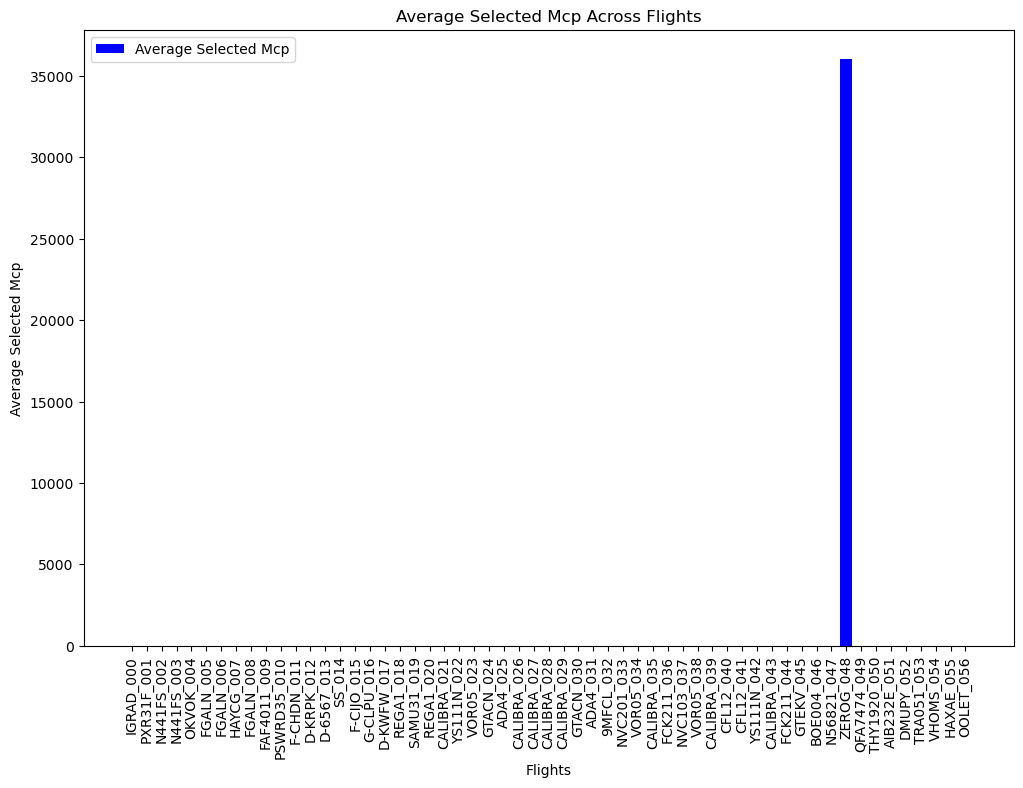 Average Selected Mcp Across Flights
Average Selected Mcp
35000
30000
25000
20000
15000
10000
5000
0
Average Selected Mcp
IGRAD_000
PXR31F_001
N441FS_002
N441FS_003
OKVOK_004
FGALN_005
FGALN_006
HAYCG_007
FGALN_008
FAF4011_009
PSWRD35_010
F-CHDN_011
D-KRPK_012
D-6567_013
SS_014
F-CIJO_015
G-CLPU_016
D-KWFW_017
REGA1_018
SAMU31_019
REGA1_020
CALIBRA_021
YS111N_022
VOR05_023
GTACN_024
ADA4_025
CALIBRA_026
CALIBRA_027
CALIBRA_028
CALIBRA_029
GTACN_030
ADA4_031
9MFCL_032
NVC201_033
VOR05_034
CALIBRA_035
FCK211_036
NVC103_037
VOR05_038
CALIBRA_039
CFL12_040
CFL12_041
YS111N_042
CALIBRA_043
FCK211_044
GTEKV_045
BOE004_046
N56821_047
ZEROG_048
QFA7474_049
THY1920_050
AIB232E_051
DMUPY_052
TRA051_053
VHOMS_054
HAXAE_055
OOLET_056
Flights